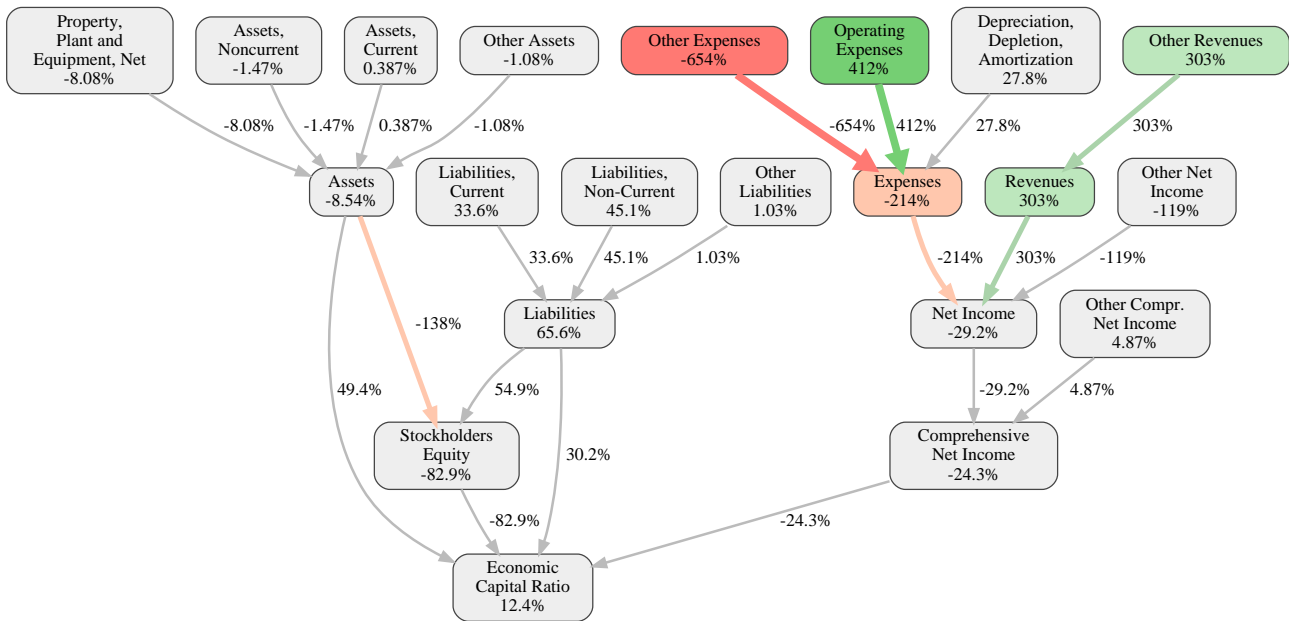 Property,
Plant and
Equipment, Net
-8.08%
Assets,
Noncurrent
-1.47%
Assets,
Current
0.387%
Other Assets
-1.08%
Other Expenses
-654%
Operating
Expenses
412%
Depreciation,
Depletion,
Amortization
27.8%
Other Revenues
303%
-8.08%
-1.47%
0.387%
-1.08%
-654%
412%
27.8%
303%
Assets
-8.54%
Liabilities,
Current
33.6%
Liabilities,
Non-Current
45.1%
Other
Liabilities
1.03%
Expenses
-214%
Revenues
303%
Other Net
Income
-119%
33.6%
45.1%
1.03%
-214%
303%
-119%
-138%
Liabilities
65.6%
Net Income
-29.2%
Other Compr.
Net Income
4.87%
49.4%
54.9%
-29.2%
4.87%
Stockholders
Equity
-82.9%
30.2%
Comprehensive
Net Income
-24.3%
-82.9%
-24.3%
Economic
Capital Ratio
12.4%